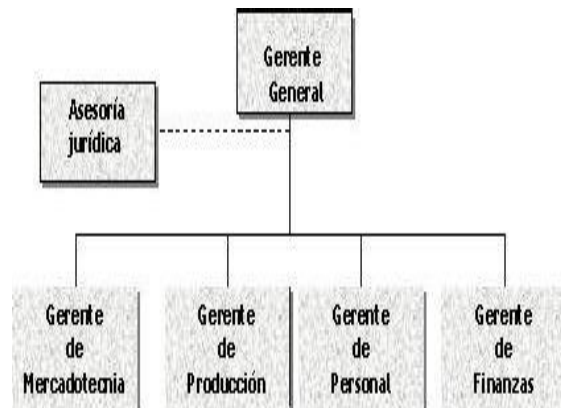 Gerente
General
Asesoría
jurídica
Gerente
de
Mercadotecnia
Gerente
de
Producción
Gerente
de
Personal
Gerente
de
Finanzas